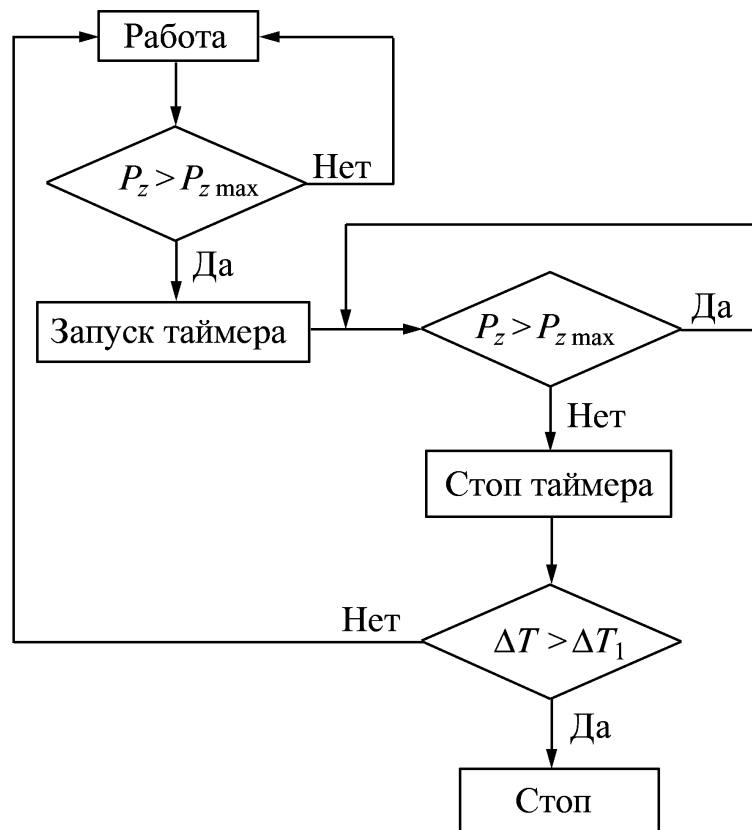 Работа
P_z > P_z max
Нет
Да
Запуск таймера
P_z > P_z max
Да
Нет
Стоп таймера
Нет
ΔT > ΔT₁
Да
Стоп